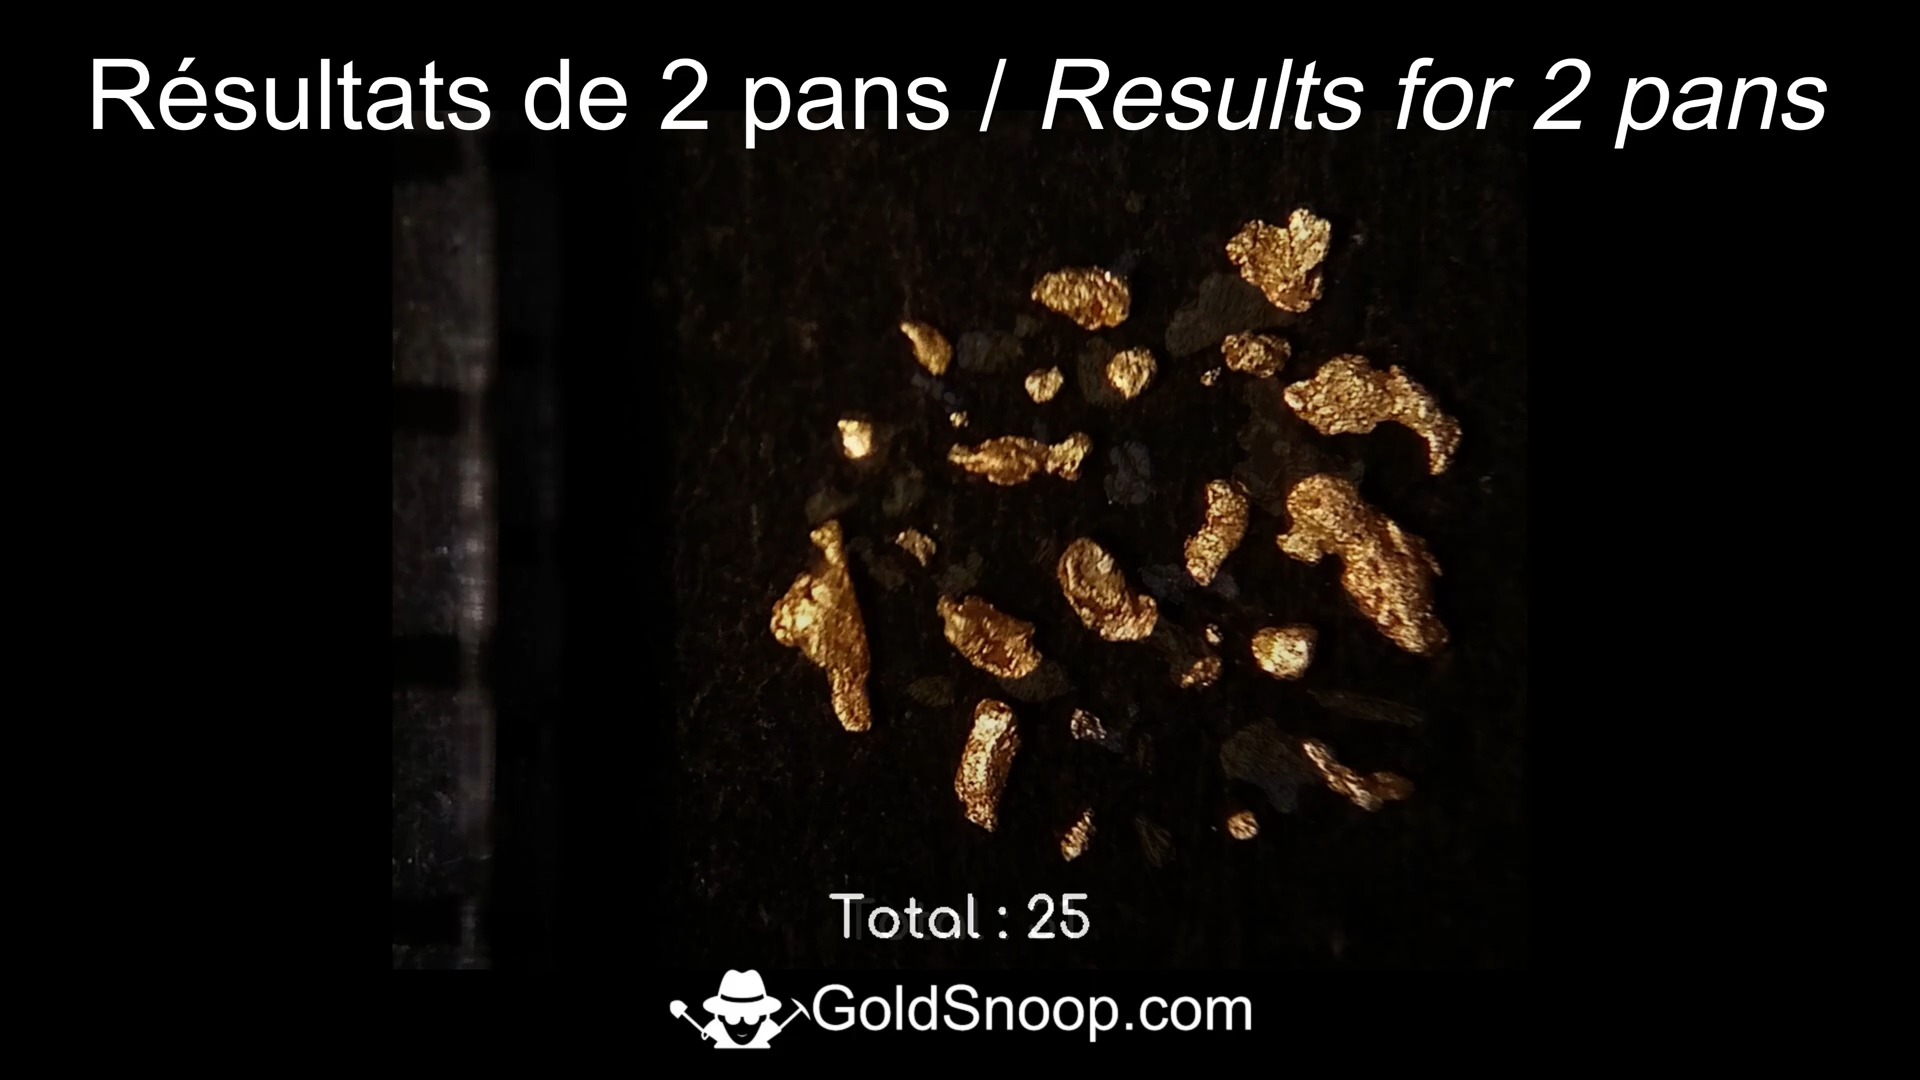 Résultats de 2 pans / Results for 2 pans
Total : 25
GoldSnoop.com